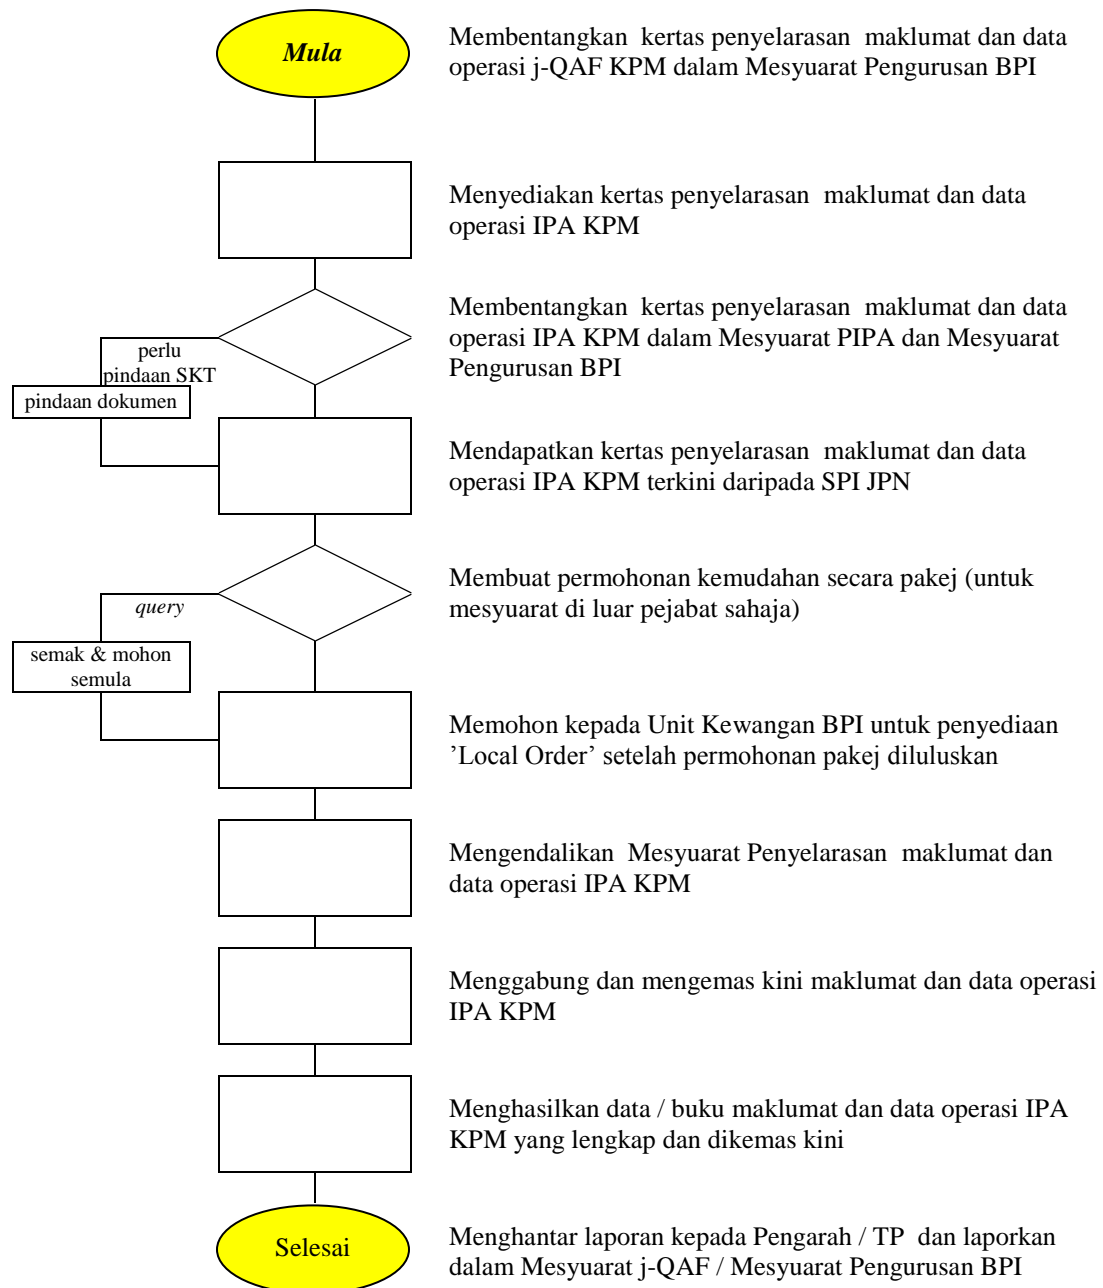 Mula
Membentangkan kertas penyelarasan maklumat dan data
operasi j-QAF KPM dalam Mesyuarat Pengurusan BPI
Menyediakan kertas penyelarasan maklumat dan data
operasi IPA KPM
Membentangkan kertas penyelarasan maklumat dan data
operasi IPA KPM dalam Mesyuarat PIPA dan Mesyuarat
Pengurusan BPI
perlu
pindaan SKT
pindaan dokumen
Mendapatkan kertas penyelarasan maklumat dan data
operasi IPA KPM terkini daripada SPI JPN
Membuat permohonan kemudahan secara pakej (untuk
mesyuarat di luar pejabat sahaja)
query
semak & mohon
semula
Memohon kepada Unit Kewangan BPI untuk penyediaan
’Local Order’ setelah permohonan pakej diluluskan
Mengendalikan Mesyuarat Penyelarasan maklumat dan
data operasi IPA KPM
Menggabung dan mengemas kini maklumat dan data operasi
IPA KPM
Menghasilkan data / buku maklumat dan data operasi IPA
KPM yang lengkap dan dikemas kini
Selesai
Menghantar laporan kepada Pengarah / TP dan laporkan
dalam Mesyuarat j-QAF / Mesyuarat Pengurusan BPI